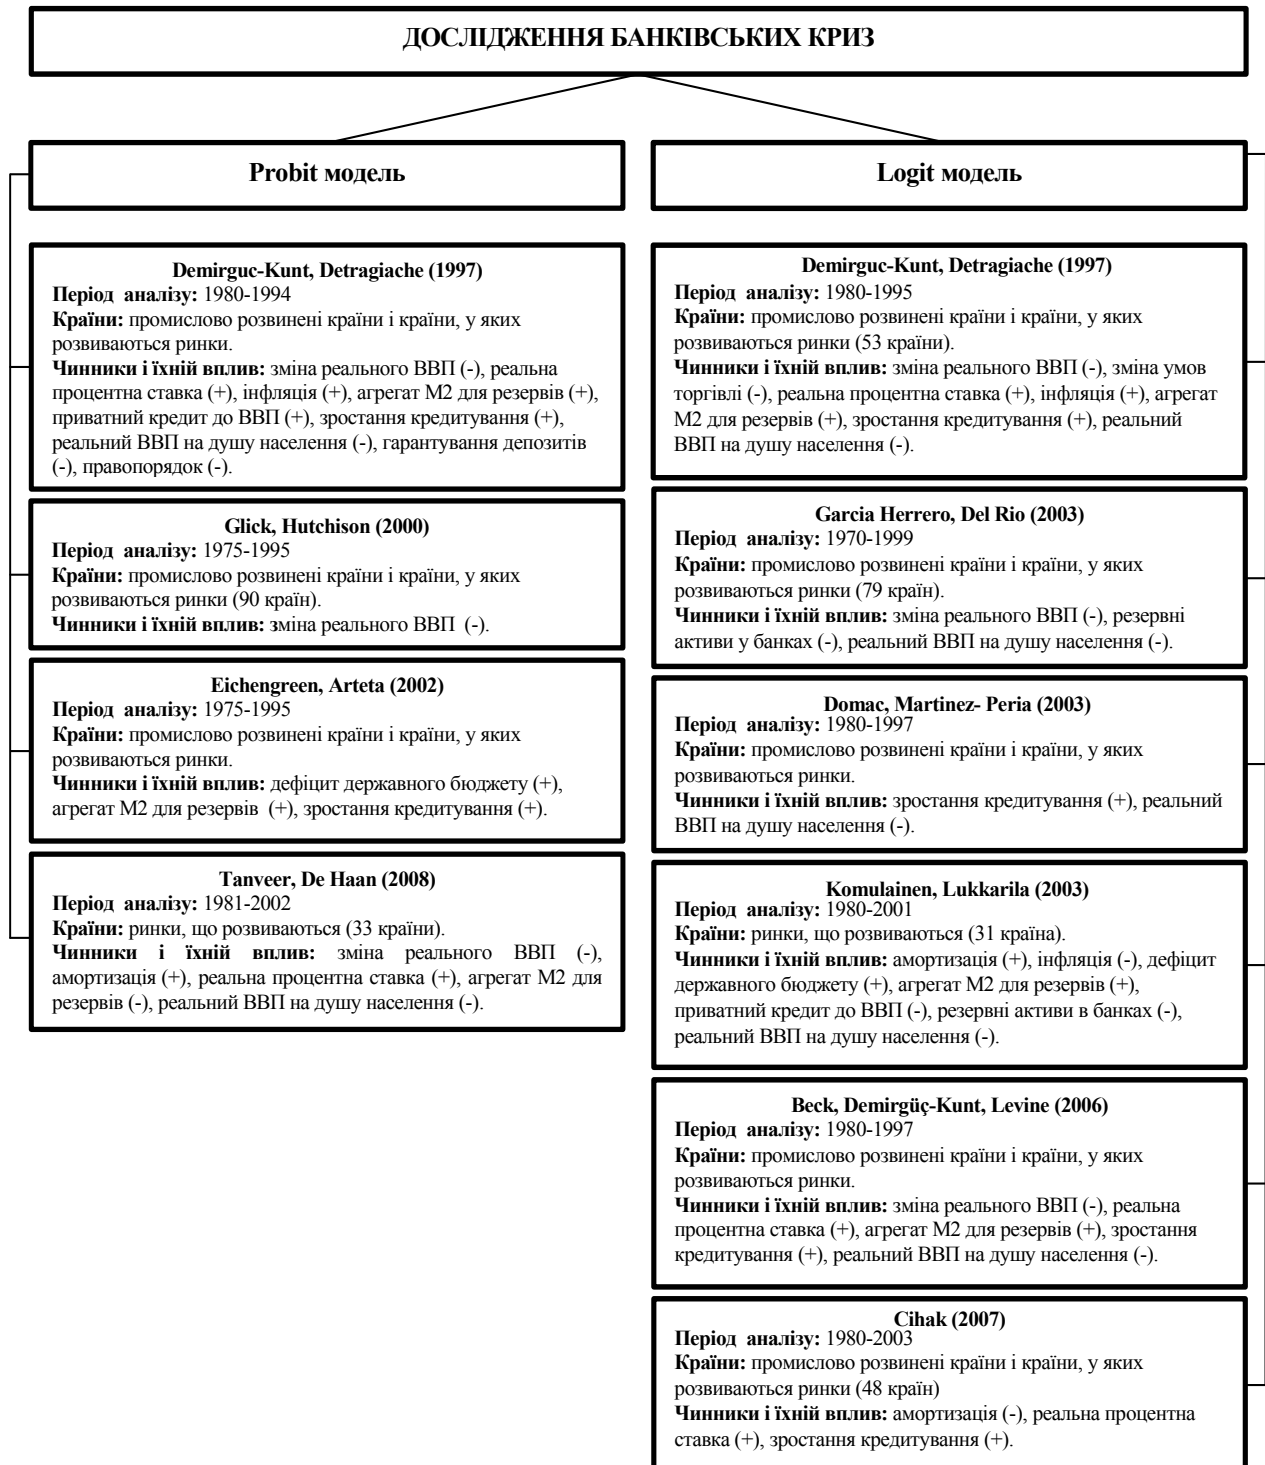 ДОСЛІДЖЕННЯ БАНКІВСЬКИХ КРИЗ
Probit модель
Demirguc-Kunt, Detragiache (1997)
Період аналізу: 1980-1994
Країни: промислово розвинені країни і країни, у яких
розвиваються ринки.
Чинники і їхній вплив: зміна реального ВВП (-), реальна
процентна ставка (+), інфляція (+), агрегат М2 для резервів (+),
приватний кредит до ВВП (+), зростання кредитування (+),
реальний ВВП на душу населення (-), гарантування депозитів
(-), правопорядок (-).
Glick, Hutchison (2000)
Період аналізу: 1975-1995
Країни: промислово розвинені країни і країни, у яких
розвиваються ринки (90 країн).
Чинники і їхній вплив: зміна реального ВВП (-).
Eichengreen, Arteta (2002)
Період аналізу: 1975-1995
Країни: промислово розвинені країни і країни, у яких
розвиваються ринки.
Чинники і їхній вплив: дефіцит державного бюджету (+),
агрегат М2 для резервів (+), зростання кредитування (+).
Tanveer, De Haan (2008)
Період аналізу: 1981-2002
Країни: ринки, що розвиваються (33 країни).
Чинники і їхній вплив: зміна реального ВВП (-),
амортизація (+), реальна процентна ставка (+), агрегат М2 для
резервів (-), реальний ВВП на душу населення (-).
Logit модель
Demirguc-Kunt, Detragiache (1997)
Період аналізу: 1980-1995
Країни: промислово розвинені країни і країни, у яких
розвиваються ринки (53 країни).
Чинники і їхній вплив: зміна реального ВВП (-), зміна умов
торгівлі (-), реальна процентна ставка (+), інфляція (+), агрегат
М2 для резервів (+), зростання кредитування (+), реальний
ВВП на душу населення (-).
Garcia Herrero, Del Rio (2003)
Період аналізу: 1970-1999
Країни: промислово розвинені країни і країни, у яких
розвиваються ринки (79 країн).
Чинники і їхній вплив: зміна реального ВВП (-), резервні
активи у банках (-), реальний ВВП на душу населення (-).
Domac, Martinez- Peria (2003)
Період аналізу: 1980-1997
Країни: промислово розвинені країни і країни, у яких
розвиваються ринки.
Чинники і їхній вплив: зростання кредитування (+), реальний
ВВП на душу населення (-).
Komulainen, Lukkarila (2003)
Період аналізу: 1980-2001
Країни: ринки, що розвиваються (31 країна).
Чинники і їхній вплив: амортизація (+), інфляція (-), дефіцит
державного бюджету (+), агрегат М2 для резервів (+),
приватний кредит до ВВП (-), резервні активи в банках (-),
реальний ВВП на душу населення (-).
Beck, Demirgüç-Kunt, Levine (2006)
Період аналізу: 1980-1997
Країни: промислово розвинені країни і країни, у яких
розвиваються ринки.
Чинники і їхній вплив: зміна реального ВВП (-), реальна
процентна ставка (+), агрегат М2 для резервів (+), зростання
кредитування (+), реальний ВВП на душу населення (-).
Cihak (2007)
Період аналізу: 1980-2003
Країни: промислово розвинені країни і країни, у яких
розвиваються ринки (48 країн)
Чинники і їхній вплив: амортизація (-), реальна процентна
ставка (+), зростання кредитування (+).